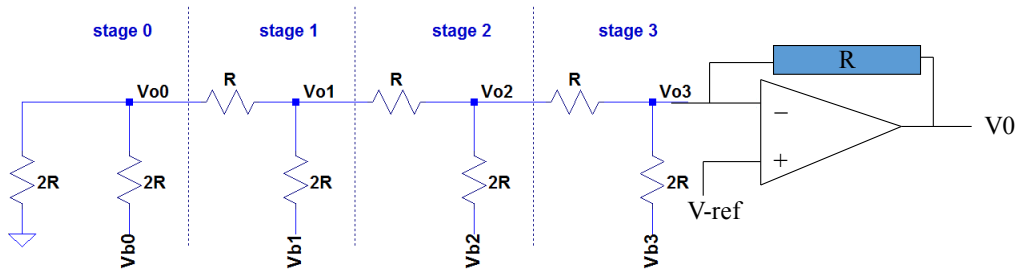 stage 0
stage 1
stage 2
stage 3
R
R
R
R
Vo0
Vo1
Vo2
Vo3
−
V0
+
2R
2R
2R
2R
2R
V-ref
Vb0
Vb1
Vb2
Vb3